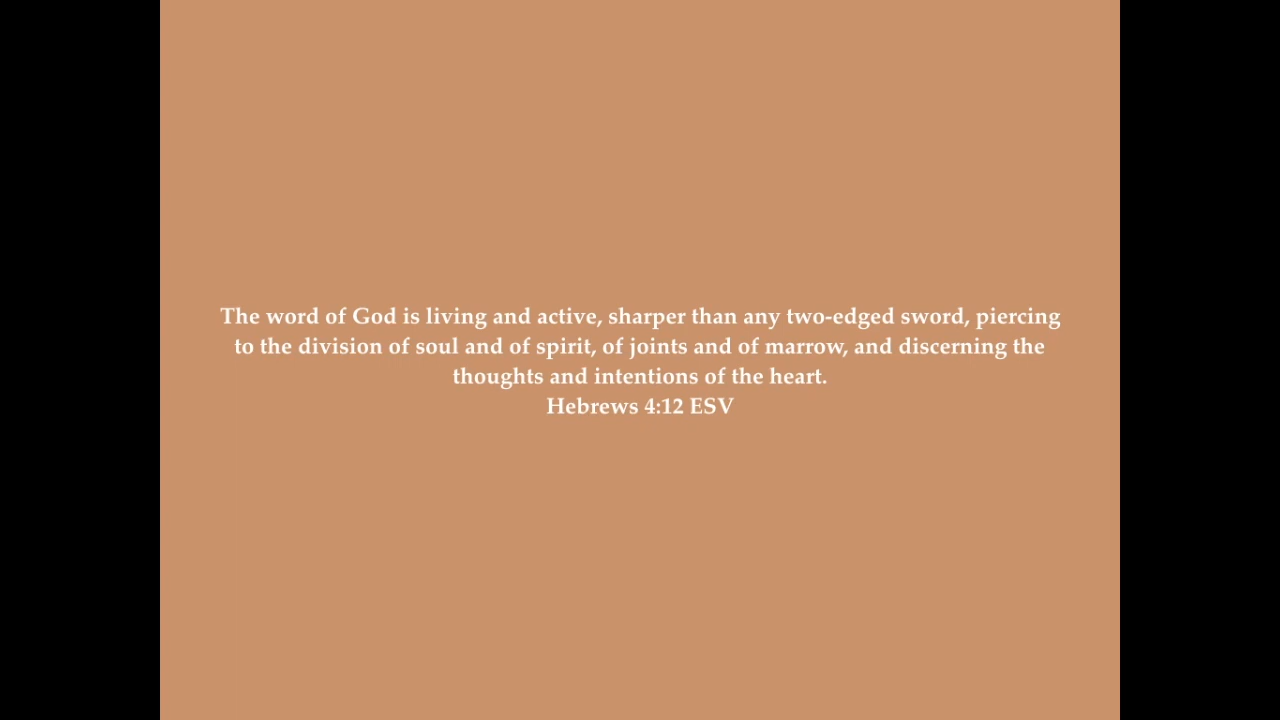 The word of God is living and active, sharper than any two-edged sword, piercing
to the division of soul and of spirit, of joints and of marrow, and discerning the
thoughts and intentions of the heart.
Hebrews 4:12 ESV